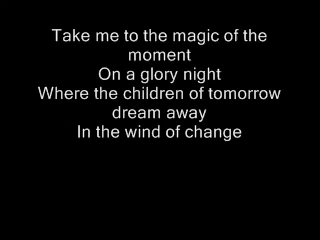 Take me to the magic of the
moment
On a glory night
Where the children of tomorrow
dream away
In the wind of change